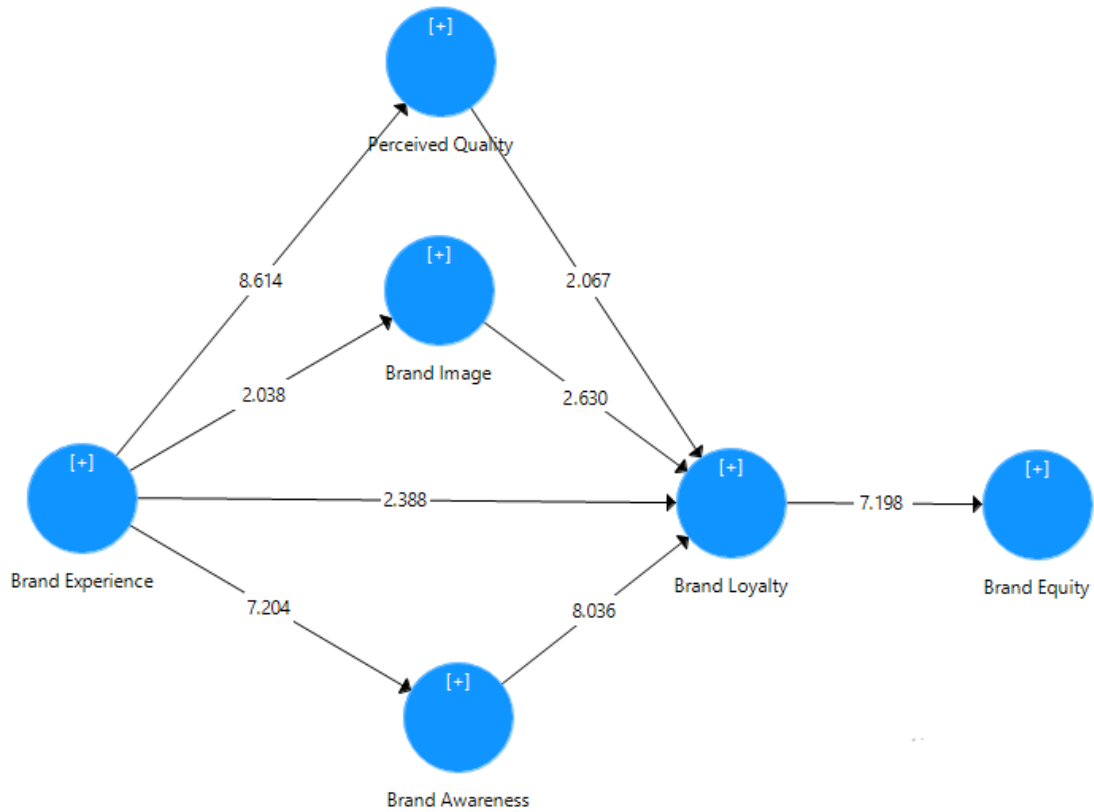 [+]
Perceived Quality
8.614
2.067
[+]
Brand Image
2.038
2.630
[+]
Brand Experience
2.388
[+]
Brand Loyalty
7.198
[+]
Brand Equity
7.204
8.036
[+]
Brand Awareness